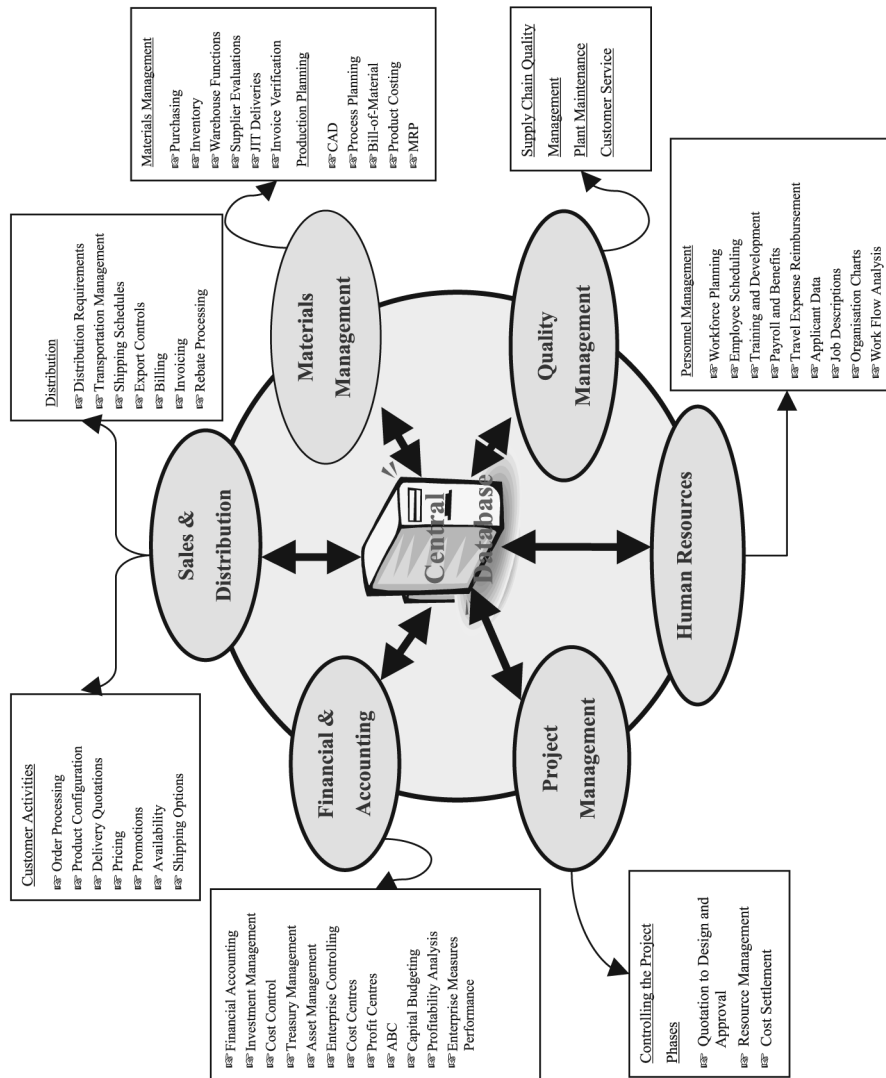 Customer Activities
Order Processing
Product Configuration
Delivery Quotations
Pricing
Promotions
Availability
Shipping Options
Distribution
Distribution Requirements
Transportation Management
Shipping Schedules
Export Controls
Billing
Invoicing
Rebate Processing
Materials Management
Purchasing
Inventory
Warehouse Functions
Supplier Evaluations
JIT Deliveries
Invoice Verification
Production Planning
CAD
Process Planning
Bill-of-Material
Product Costing
MRP
Financial Accounting
Investment Management
Cost Control
Treasury Management
Asset Management
Enterprise Controlling
Cost Centres
Profit Centres
ABC
Capital Budgeting
Profitability Analysis
Enterprise Measures
Performance
Sales &
Distribution
Financial &
Accounting
Materials
Management
Central
Database
Project
Management
Quality
Management
Human Resources
Supply Chain Quality
Management
Plant Maintenance
Customer Service
Controlling the Project
Phases
Quotation to Design and
Approval
Resource Management
Cost Settlement
Personnel Management
Workforce Planning
Employee Scheduling
Training and Development
Payroll and Benefits
Travel Expense Reimbursement
Applicant Data
Job Descriptions
Organisation Charts
Work Flow Analysis